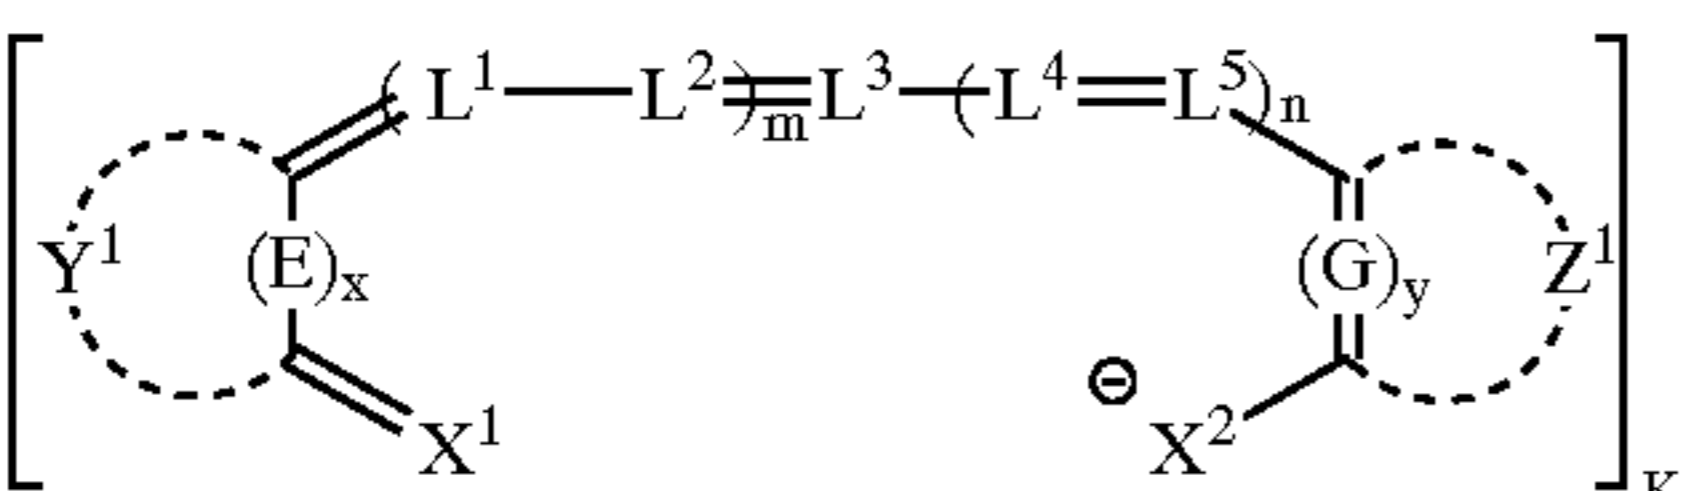 (L¹—L²)ₘ=L³—(L⁴=L⁵)ₙ
Y¹ (E)ₓ (G)y Z¹
⊖
X¹ X²
K